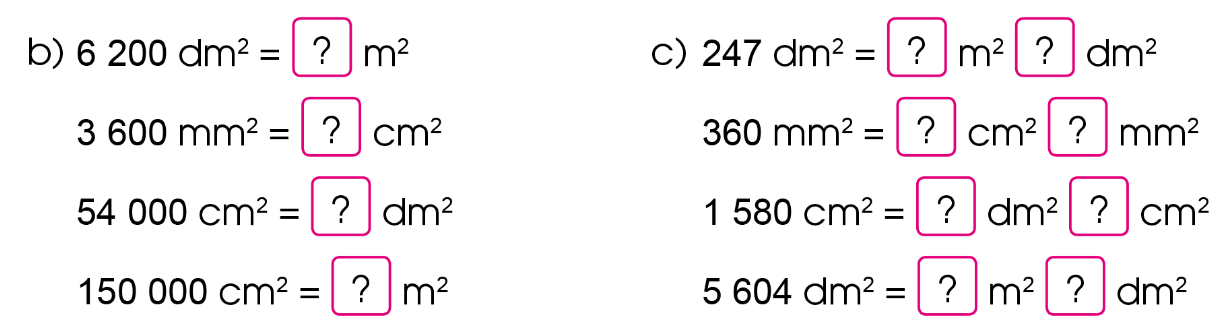 b) 6 200 dm² = ? m²
3 600 mm² = ? cm²
54 000 cm² = ? dm²
150 000 cm² = ? m²
c) 247 dm² = ? m² ? dm²
360 mm² = ? cm² ? mm²
1 580 cm² = ? dm² ? cm²
5 604 dm² = ? m² ? dm²